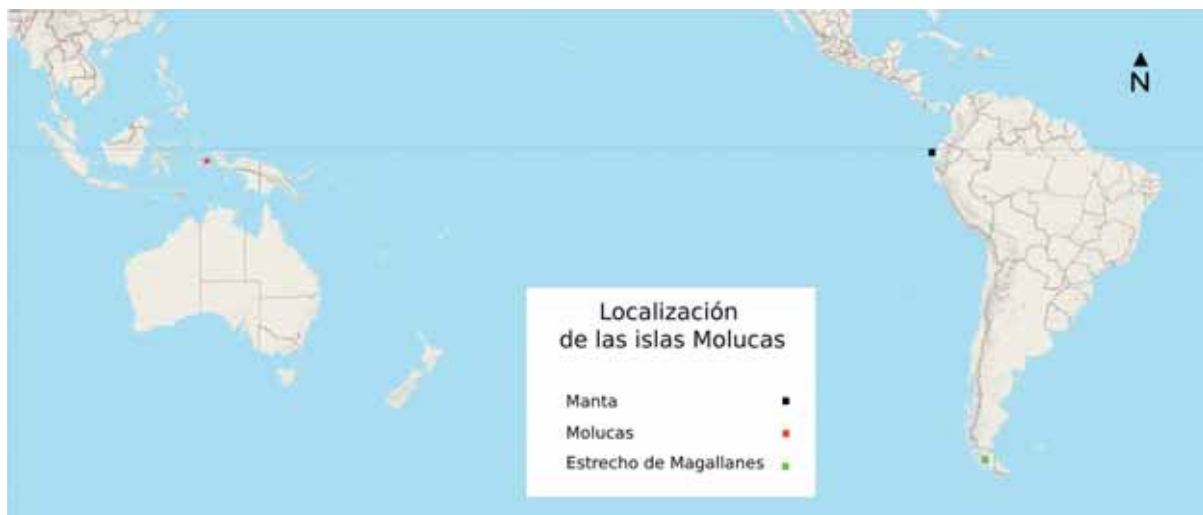 N
Localización
de las islas Molucas
Manta
Molucas
Estrecho de Magallanes